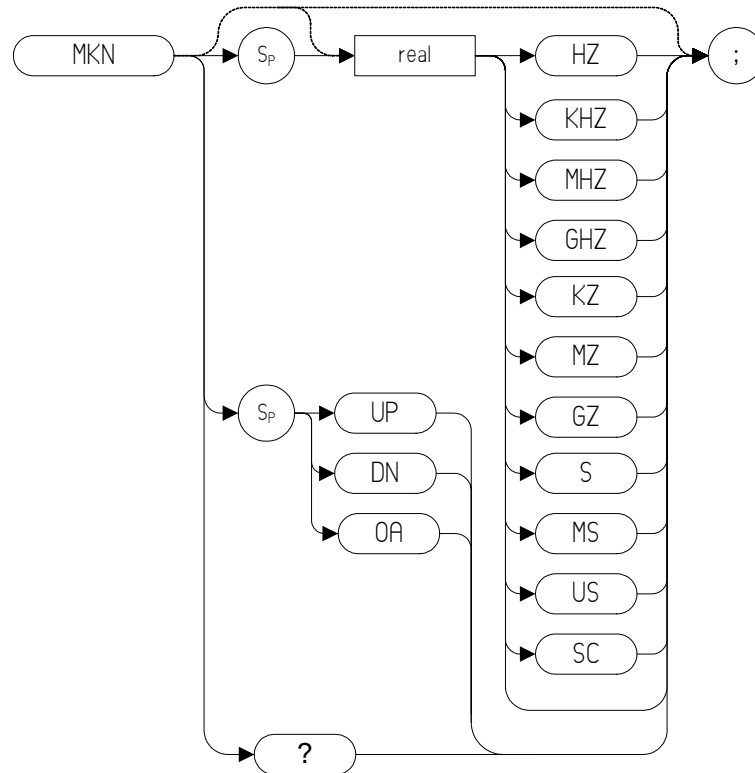 MKN SP real HZ ;
KHZ
MHZ
GHZ
KZ
MZ
SP UP GZ
DN S
OA MS
US
SC
?